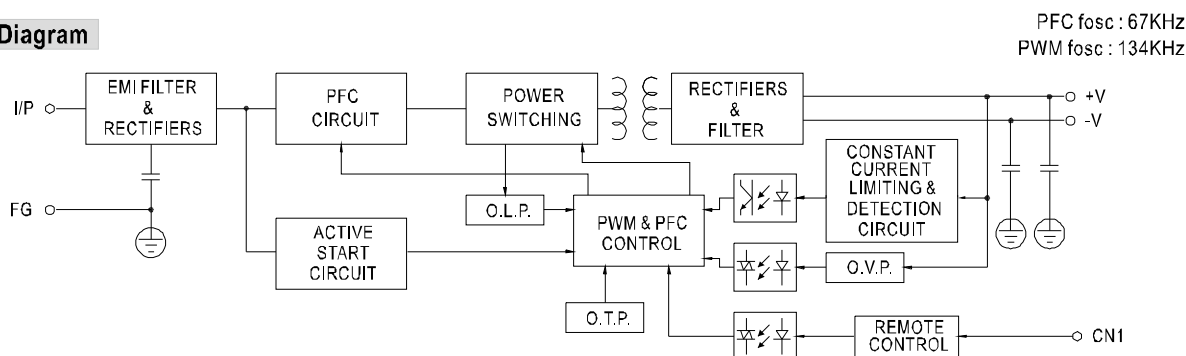 Diagram
PFC fosc : 67KHz
PWM fosc : 134KHz
I/P
EMI FILTER
&
RECTIFIERS
PFC
CIRCUIT
POWER
SWITCHING
RECTIFIERS
&
FILTER
+V
-V
FG
ACTIVE
START
CIRCUIT
O.L.P.
PWM & PFC
CONTROL
CONSTANT
CURRENT
LIMITING &
DETECTION
CIRCUIT
O.V.P.
O.T.P.
REMOTE
CONTROL
CN1